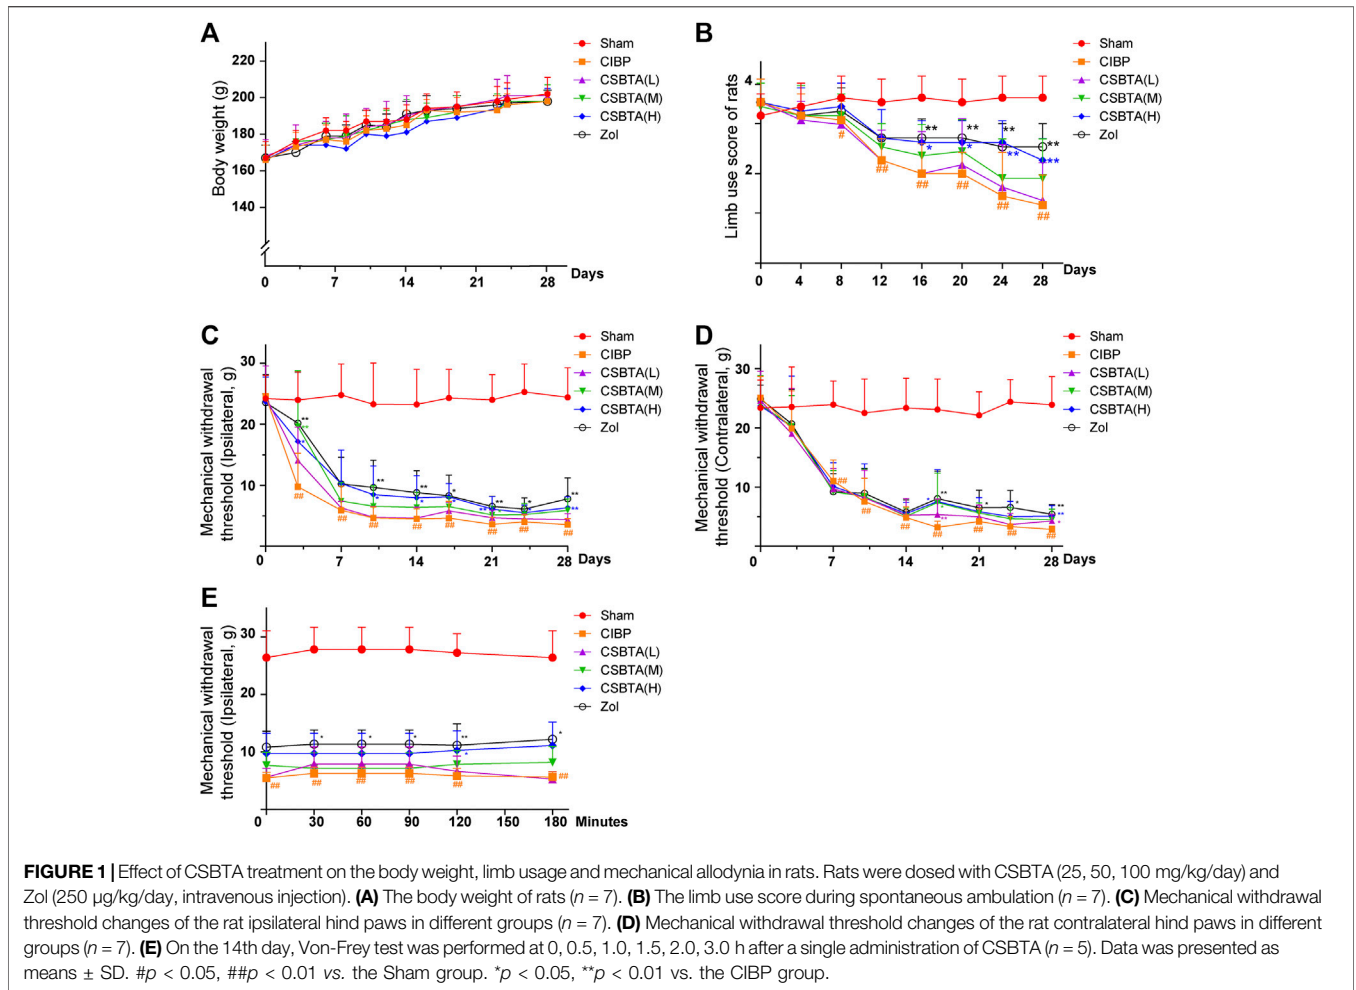 A
Body weight (g)
220
200
180
160
140
0 7 14 21 28 Days
Sham
CIBP
CSBTA(L)
CSBTA(M)
CSBTA(H)
Zol
B
Limb use score of rats
4
2
0 4 8 12 16 20 24 28 Days
# ## ## ## ## ##
** ** ** **
* * ** **
Sham
CIBP
CSBTA(L)
CSBTA(M)
CSBTA(H)
Zol
C
Mechanical withdrawal
threshold (Ipsilateral, g)
30
20
10
0
0 7 14 21 28 Days
## ## ## ## ## ## ## ##
Sham
CIBP
CSBTA(L)
CSBTA(M)
CSBTA(H)
Zol
D
Mechanical withdrawal
threshold (Contralateral, g)
30
20
10
0
0 7 14 21 28 Days
## ## ## ## ## ## ##
Sham
CIBP
CSBTA(L)
CSBTA(M)
CSBTA(H)
Zol
E
Mechanical withdrawal
threshold (Ipsilateral, g)
30
20
10
0
0 30 60 90 120 150 180 Minutes
* * * ** *
*
## ## ## ## ## ##
Sham
CIBP
CSBTA(L)
CSBTA(M)
CSBTA(H)
Zol
FIGURE 1 | Effect of CSBTA treatment on the body weight, limb usage and mechanical allodynia in rats. Rats were dosed with CSBTA (25, 50, 100 mg/kg/day) and
Zol (250 μg/kg/day, intravenous injection). (A) The body weight of rats (n = 7). (B) The limb use score during spontaneous ambulation (n = 7). (C) Mechanical withdrawal
threshold changes of the rat ipsilateral hind paws in different groups (n = 7). (D) Mechanical withdrawal threshold changes of the rat contralateral hind paws in different
groups (n = 7). (E) On the 14th day, Von-Frey test was performed at 0, 0.5, 1.0, 1.5, 2.0, 3.0 h after a single administration of CSBTA (n = 5). Data was presented as
means ± SD. #p < 0.05, ##p < 0.01 vs. the Sham group. *p < 0.05, **p < 0.01 vs. the CIBP group.